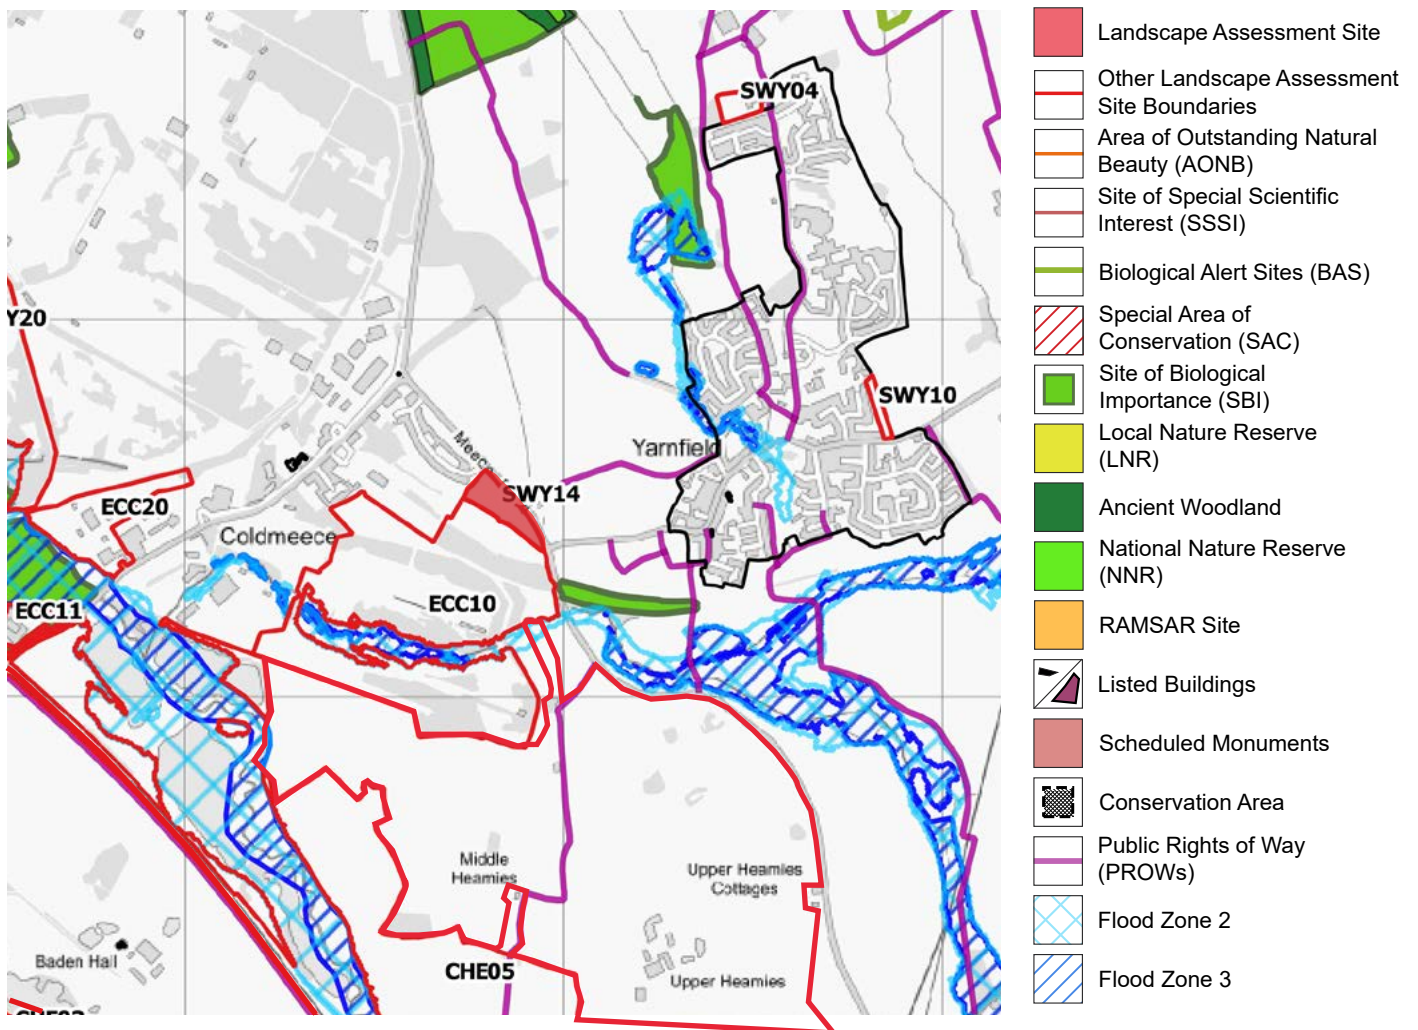 SWY04
Y20
SWY10
Yarnfield
SWY14
ECC20
Coldmeece
ECC10
ECC11
Middle
Heamies
Upper Heamies
Cottages
Baden Hall
CHE05
Upper Heamies
Landscape Assessment Site
Other Landscape Assessment
Site Boundaries
Area of Outstanding Natural
Beauty (AONB)
Site of Special Scientific
Interest (SSSI)
Biological Alert Sites (BAS)
Special Area of
Conservation (SAC)
Site of Biological
Importance (SBI)
Local Nature Reserve
(LNR)
Ancient Woodland
National Nature Reserve
(NNR)
RAMSAR Site
Listed Buildings
Scheduled Monuments
Conservation Area
Public Rights of Way
(PROWs)
Flood Zone 2
Flood Zone 3